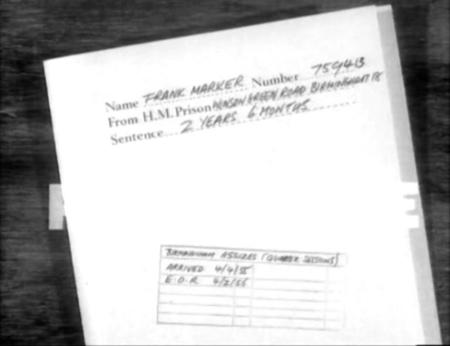 Name FRANK MARKER Number 7594B
From H.M. Prison WINSON GREEN ROAD BIRMINGHAM
Sentence 2 YEARS 6 MONTHS
BIRMINGHAM ASSIZES (QUARTER SESSIONS)
ARRIVED 4/4/55
E.O.R. 4/2/55